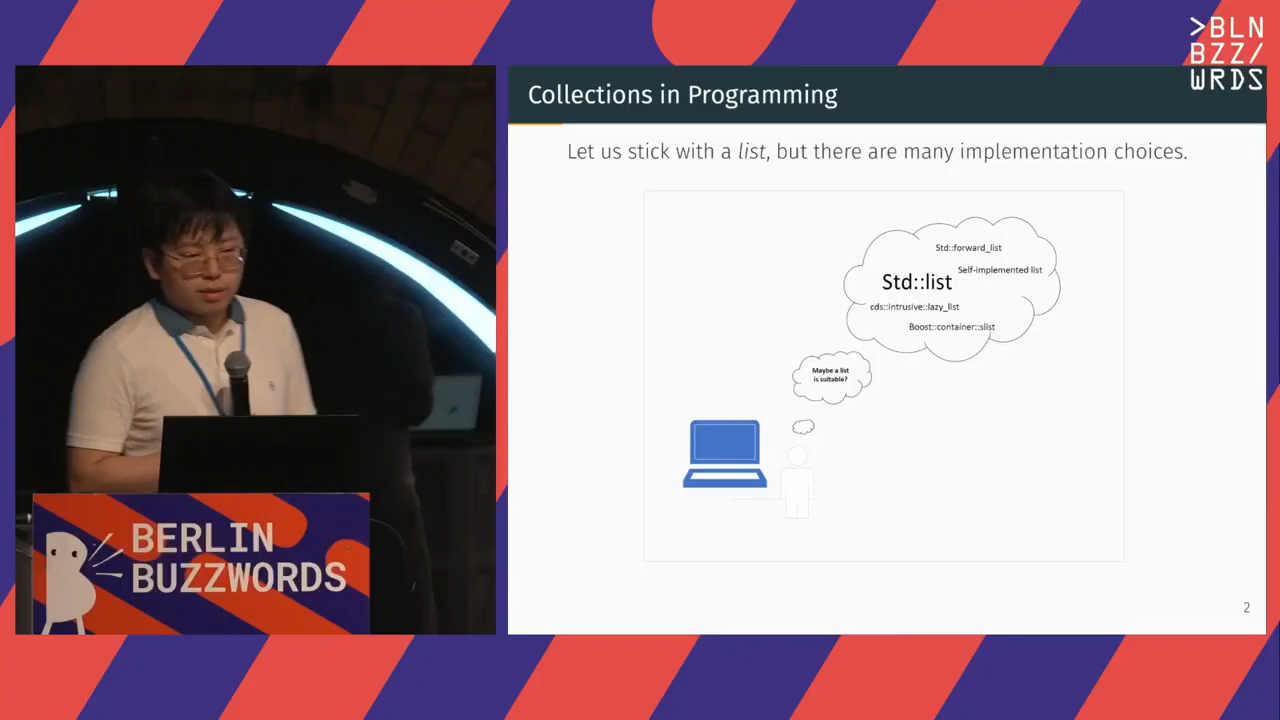 >BLN
BZZ/
WRDS
Collections in Programming
Let us stick with a list, but there are many implementation choices.
Std::forward_list
Self-implemented list
Std::list
cds::intrusive::lazy_list
Boost::container::slist
Maybe a list
is suitable?
2
BERLIN
BUZZWORDS